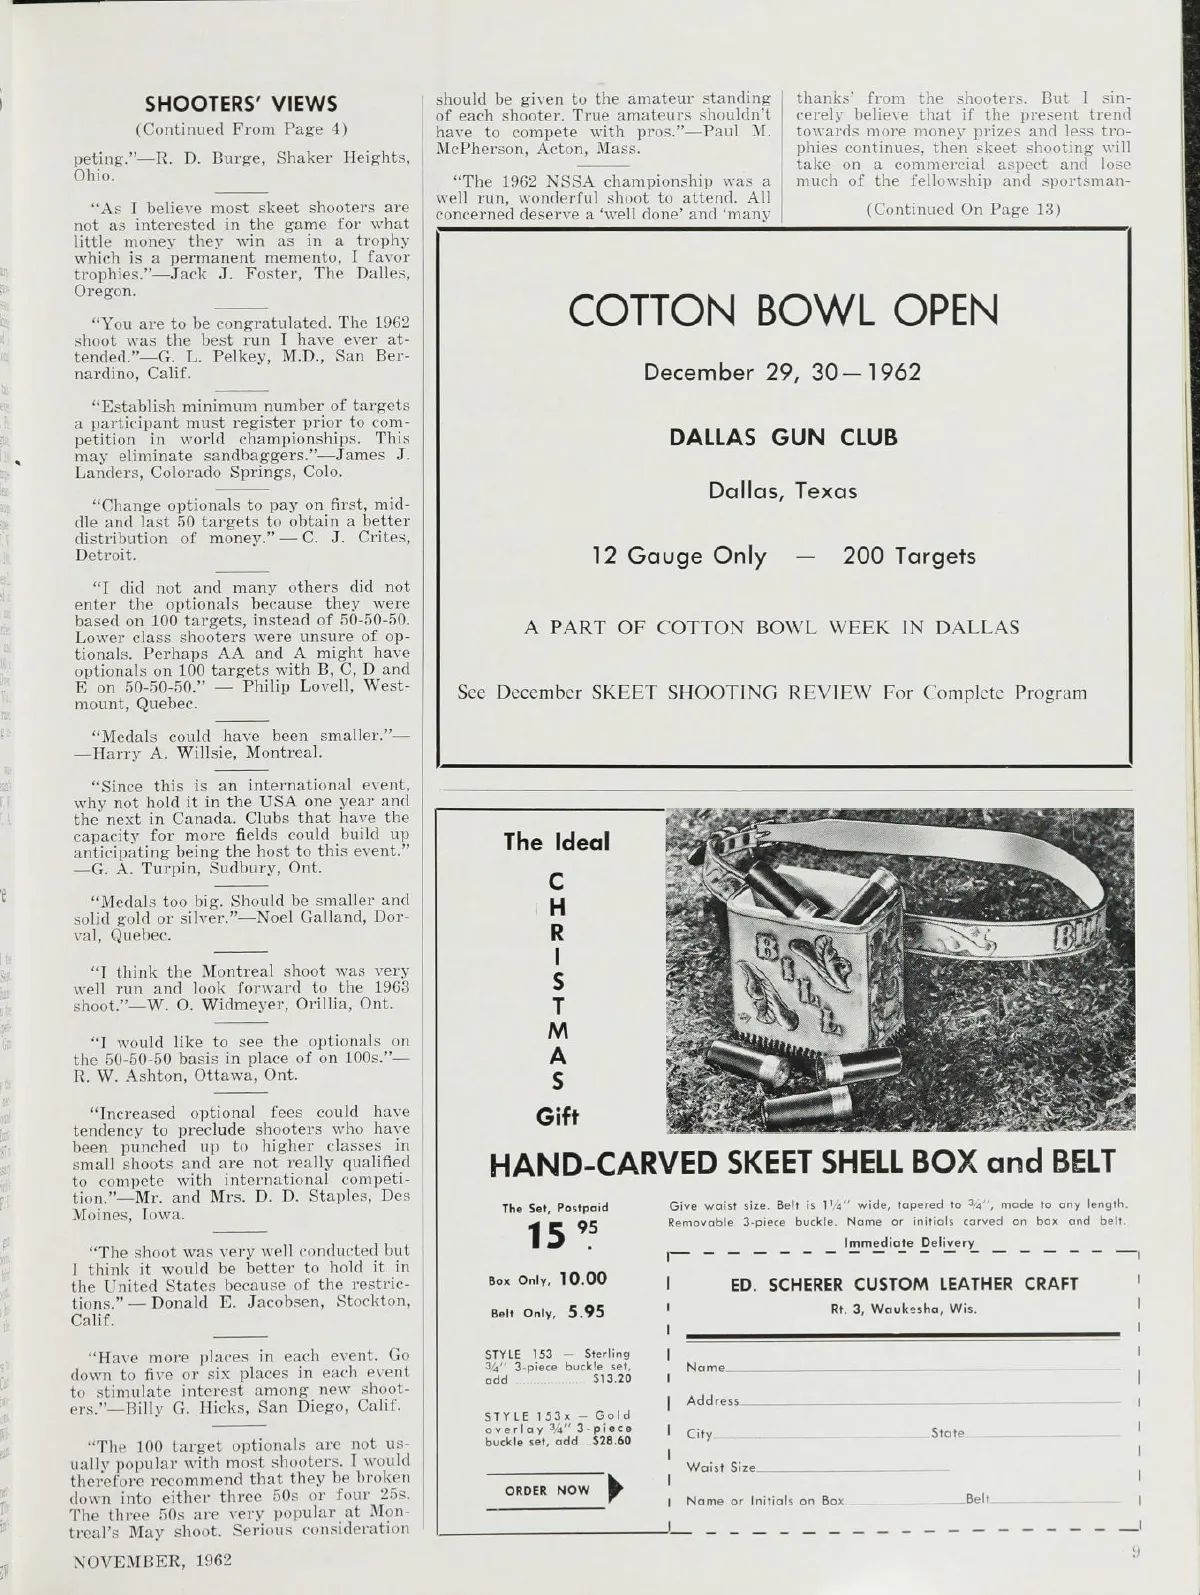 SHOOTERS' VIEWS
(Continued From Page 4)
peting."—R. D. Burge, Shaker Heights,
Ohio.
"As I believe most skeet shooters are
not as interested in the game for what
little money they win as in a trophy
which is a permanent memento, I favor
trophies."—Jack J. Foster, The Dalles,
Oregon.
"You are to be congratulated. The 1962
shoot was the best run I have ever at-
tended."—G. L. Pelkey, M.D., San Ber-
nardino, Calif.
"Establish minimum number of targets
a participant must register prior to com-
petition in world championships. This
may eliminate sandbaggers."—James J.
Landers, Colorado Springs, Colo.
"Change optionals to pay on first, mid-
dle and last 50 targets to obtain a better
distribution of money." — C. J. Crites,
Detroit.
"I did not and many others did not
enter the optionals because they were
based on 100 targets, instead of 50-50-50.
Lower class shooters were unsure of op-
tionals. Perhaps AA and A might have
optionals on 100 targets with B, C, D and
E on 50-50-50." — Philip Lovell, West-
mount, Quebec.
"Medals could have been smaller."—
—Harry A. Willsie, Montreal.
"Since this is an international event,
why not hold it in the USA one year and
the next in Canada. Clubs that have the
capacity for more fields could build up
anticipating being the host to this event."
—G. A. Turpin, Sudbury, Ont.
"Medals too big. Should be smaller and
solid gold or silver."—Noel Galland, Dor-
val, Quebec.
"I think the Montreal shoot was very
well run and look forward to the 1963
shoot."—W. O. Widmeyer, Orillia, Ont.
"I would like to see the optionals on
the 50-50-50 basis in place of on 100s."—
R. W. Ashton, Ottawa, Ont.
"Increased optional fees could have
tendency to preclude shooters who have
been punched up to higher classes in
small shoots and are not really qualified
to compete with international competi-
tion."—Mr. and Mrs. D. D. Staples, Des
Moines, Iowa.
"The shoot was very well conducted but
I think it would be better to hold it in
the United States because of the restric-
tions." — Donald E. Jacobsen, Stockton,
Calif.
"Have more places in each event. Go
down to five or six places in each event
to stimulate interest among new shoot-
ers."—Billy G. Hicks, San Diego, Calif.
"The 100 target optionals are not us-
ually popular with most shooters. I would
therefore recommend that they be broken
down into either three 50s or four 25s.
The three 50s are very popular at Mon-
treal's May shoot. Serious consideration
should be given to the amateur standing
of each shooter. True amateurs shouldn't
have to compete with pros."—Paul M.
McPherson, Acton, Mass.
"The 1962 NSSA championship was a
well run, wonderful shoot to attend. All
concerned deserve a 'well done' and 'many
thanks' from the shooters. But I sin-
cerely believe that if the present trend
towards more money prizes and less tro-
phies continues, then skeet shooting will
take on a commercial aspect and lose
much of the fellowship and sportsman-
(Continued On Page 13)
COTTON BOWL OPEN
December 29, 30—1962
DALLAS GUN CLUB
Dallas, Texas
12 Gauge Only — 200 Targets
A PART OF COTTON BOWL WEEK IN DALLAS
See December SKEET SHOOTING REVIEW For Complete Program
The Ideal
C
H
R
I
S
T
M
A
S
Gift
BILL
HAND-CARVED SKEET SHELL BOX and BELT
The Set, Postpaid
15 95.
Box Only, 10.00
Belt Only, 5.95
STYLE 153 — Sterling
3/4" 3-piece buckle set,
add ........ $13.20
STYLE 153x — Gold
overlay 3/4" 3-piece
buckle set, add $28.60
ORDER NOW
Give waist size. Belt is 1 1/4" wide, tapered to 3/4", made to any length.
Removable 3-piece buckle. Name or initials carved on box and belt.
Immediate Delivery
ED. SCHERER CUSTOM LEATHER CRAFT
Rt. 3, Waukesha, Wis.
Name
Address
City State
Waist Size
Name or Initials on Box Belt
NOVEMBER, 1962
9